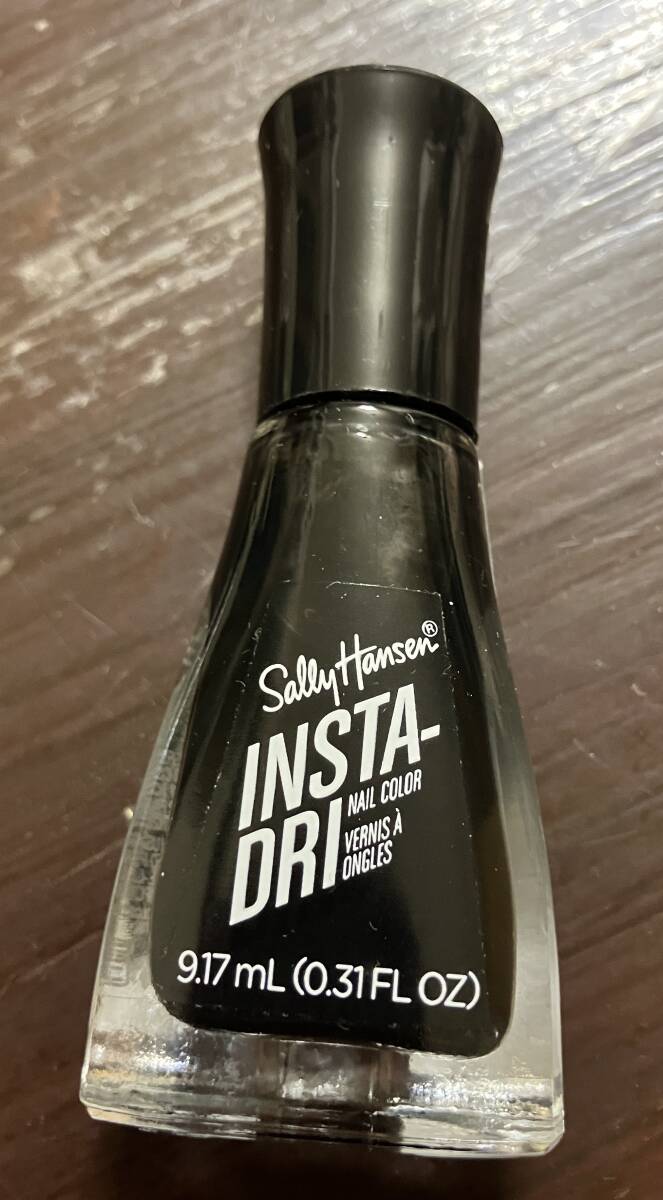 Sally Hansen®
INSTA-
DRI
NAIL COLOR
VERNIS À
ONGLES
9.17 mL (0.31 FL OZ)